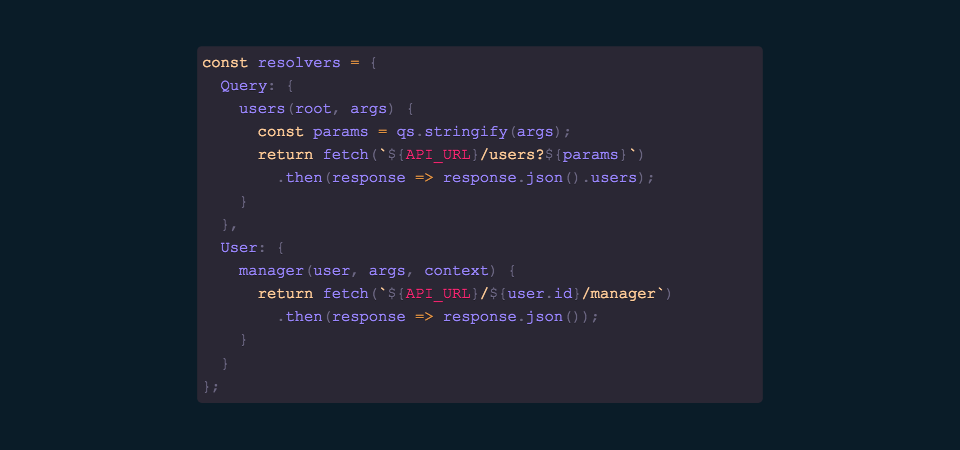 const resolvers = {
  Query: {
    users(root, args) {
      const params = qs.stringify(args);
      return fetch(`${API_URL}/users?${params}`)
        .then(response => response.json().users);
    }
  },
  User: {
    manager(user, args, context) {
      return fetch(`${API_URL}/${user.id}/manager`)
        .then(response => response.json());
    }
  }
};